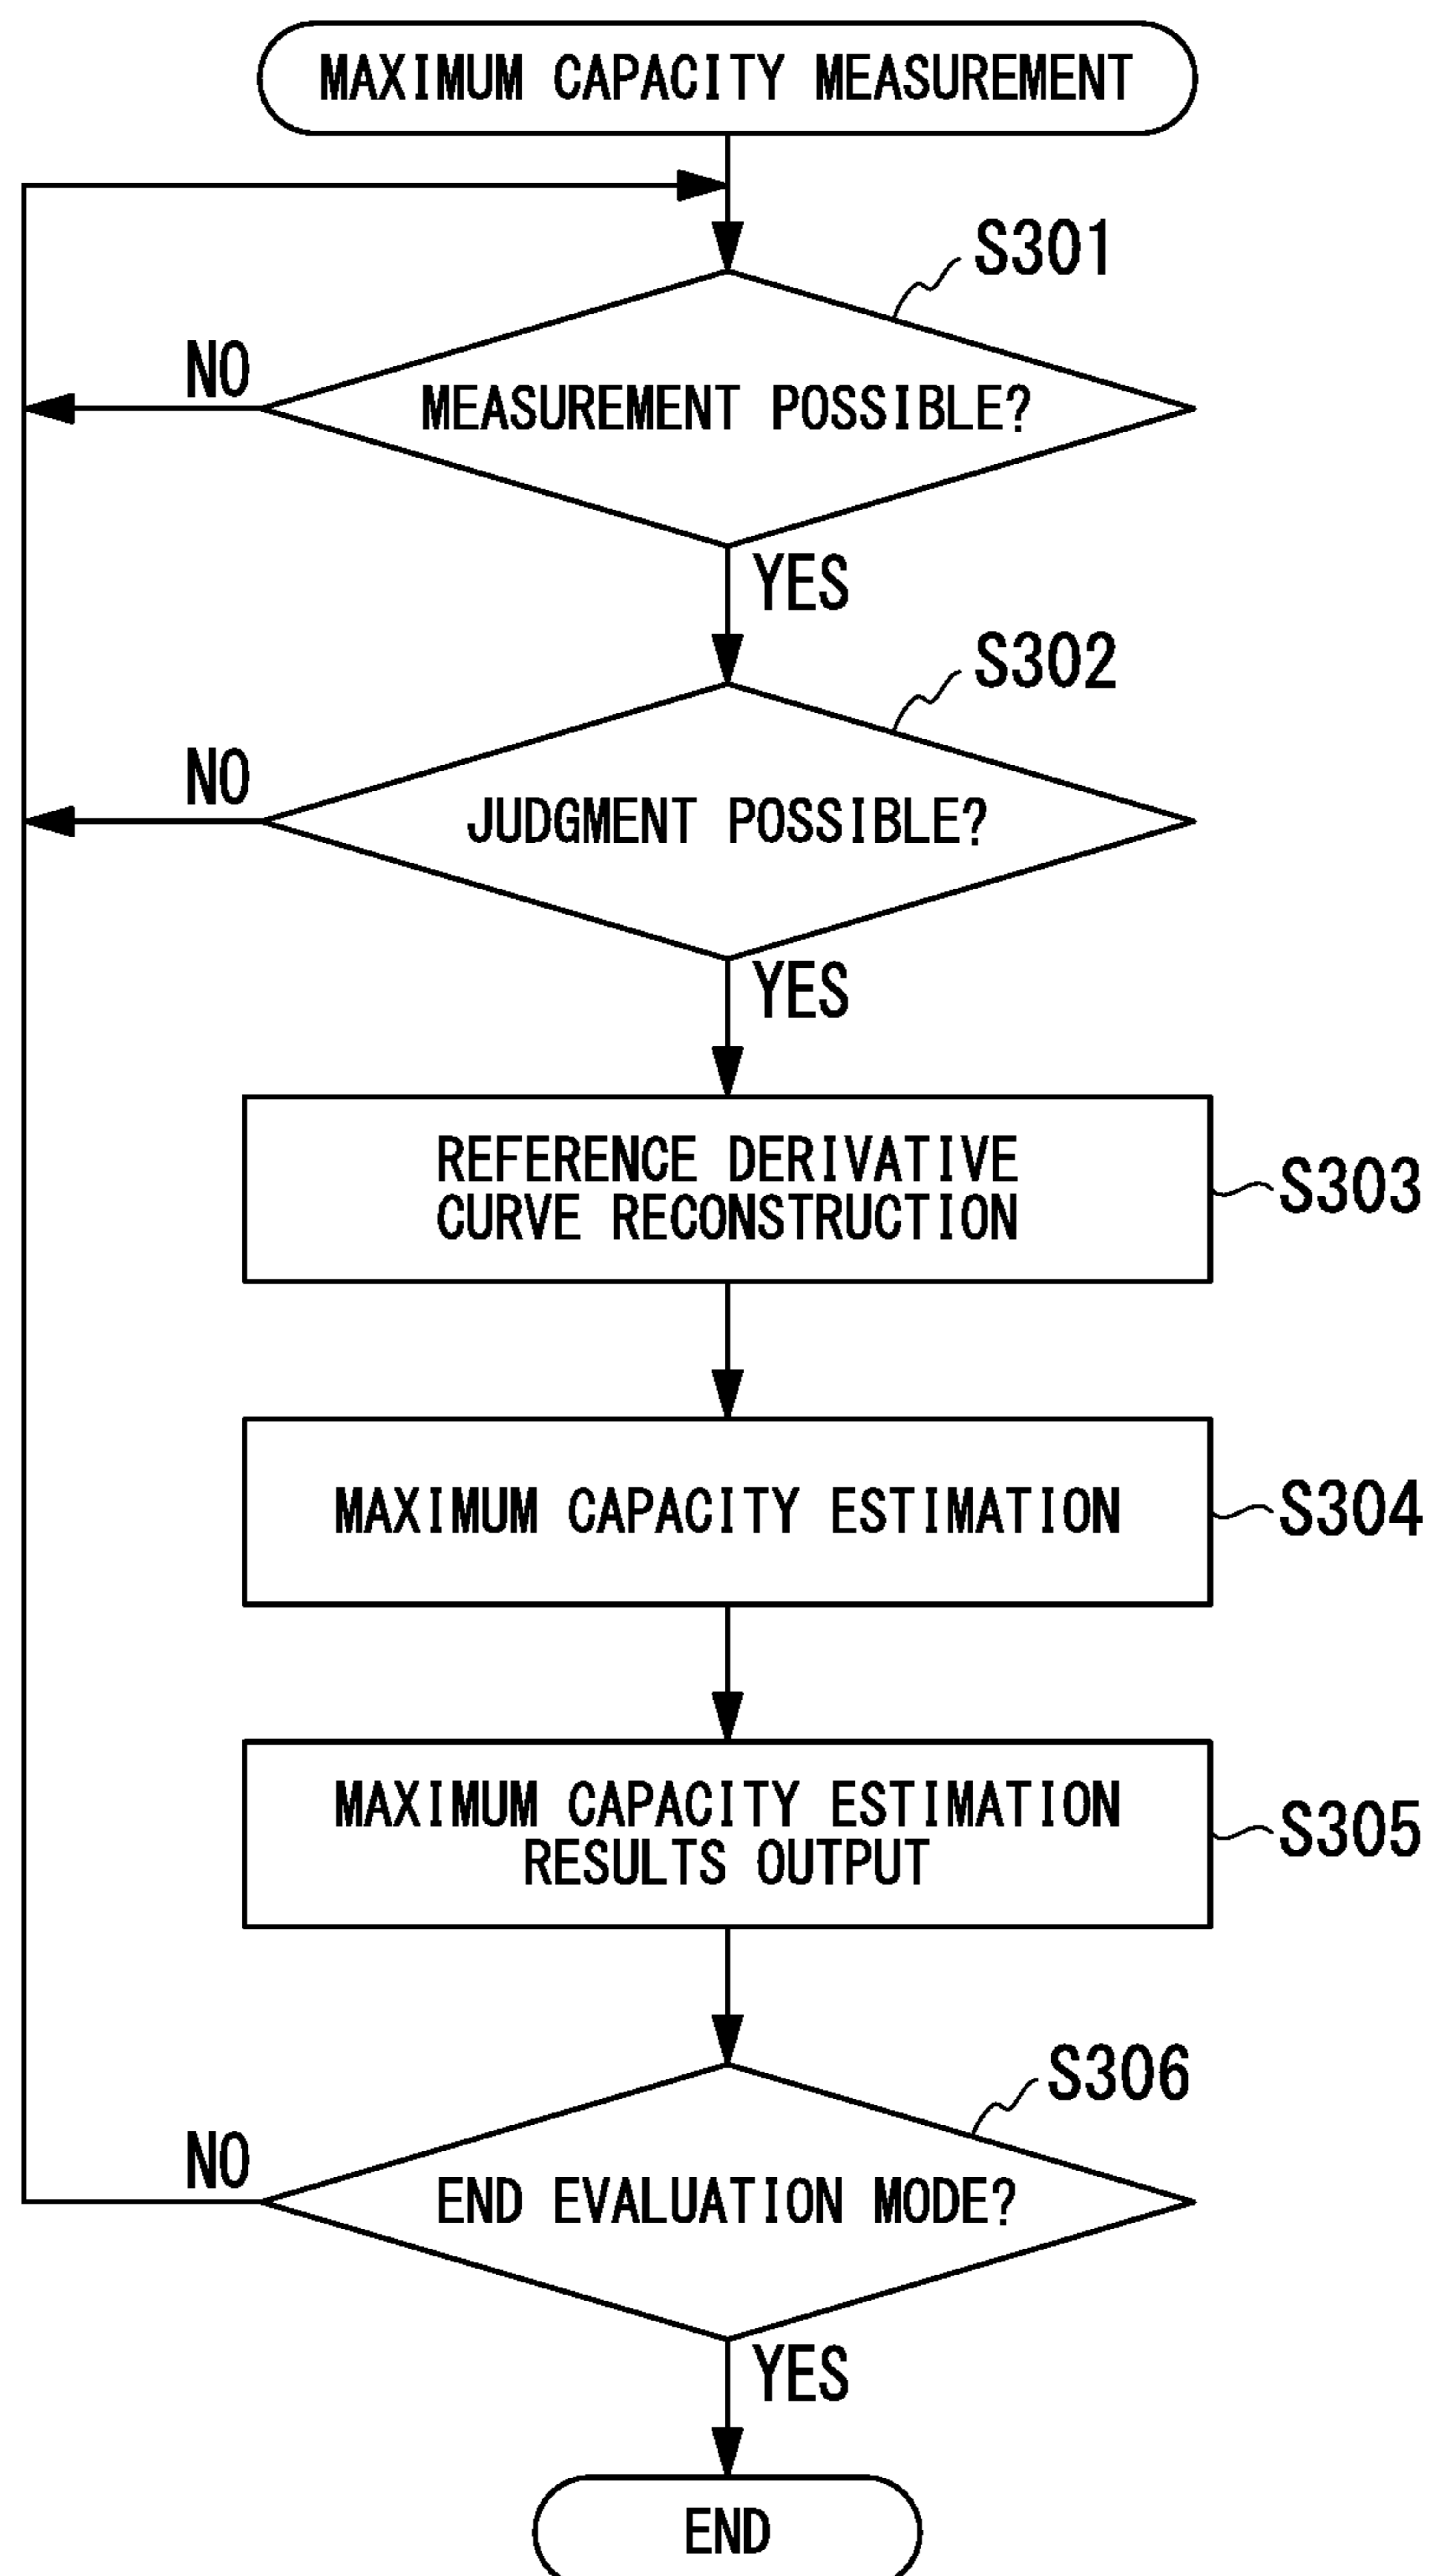 MAXIMUM CAPACITY MEASUREMENT
S301
NO
MEASUREMENT POSSIBLE?
YES
S302
NO
JUDGMENT POSSIBLE?
YES
REFERENCE DERIVATIVE
CURVE RECONSTRUCTION
S303
MAXIMUM CAPACITY ESTIMATION
S304
MAXIMUM CAPACITY ESTIMATION
RESULTS OUTPUT
S305
S306
NO
END EVALUATION MODE?
YES
END